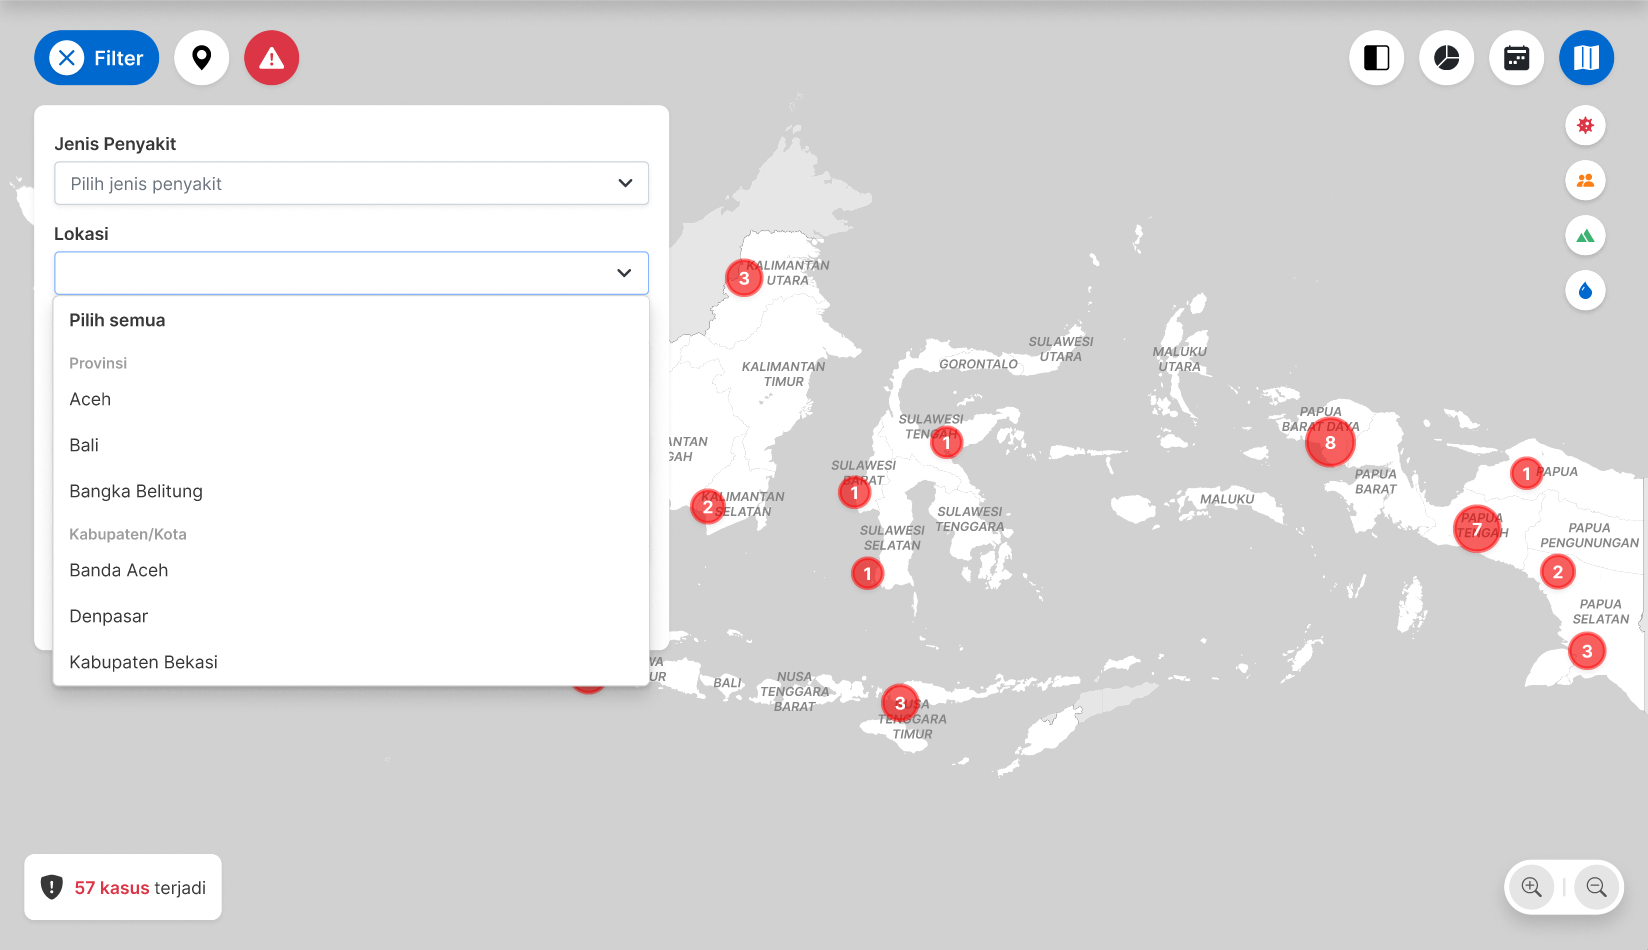 Filter
Jenis Penyakit
Pilih jenis penyakit
Lokasi
Pilih semua
Provinsi
Aceh
Bali
Bangka Belitung
Kabupaten/Kota
Banda Aceh
Denpasar
Kabupaten Bekasi
3
KALIMANTAN
UTARA
KALIMANTAN
TIMUR
ANTAN
GAH
2
KALIMANTAN
SELATAN
GORONTALO
SULAWESI
UTARA
SULAWESI
TENGAH
1
SULAWESI
BARAT
1
SULAWESI
TENGGARA
SULAWESI
SELATAN
1
MALUKU
UTARA
MALUKU
PAPUA
BARAT DAYA
8
PAPUA
BARAT
1
PAPUA
PAPUA
TENGAH
7
PAPUA
PENGUNUNGAN
2
PAPUA
SELATAN
3
WA
UR
BALI
NUSA
TENGGARA
BARAT
3
NUSA
TENGGARA
TIMUR
57 kasus terjadi